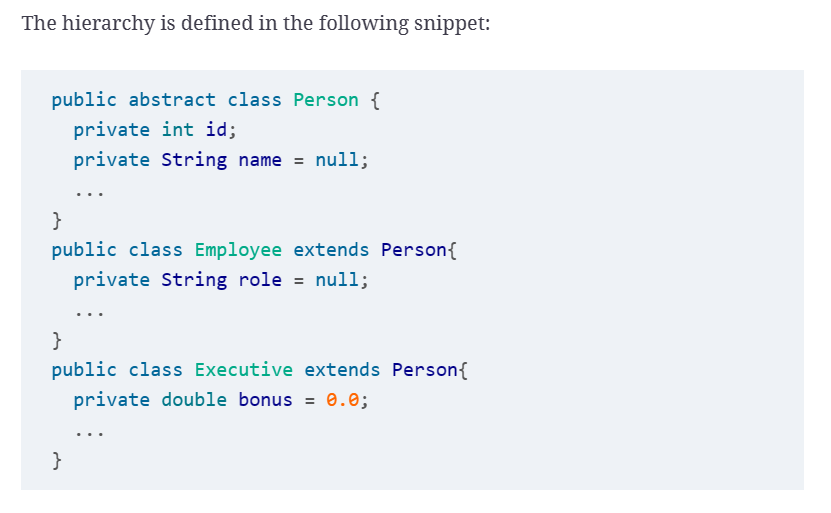 The hierarchy is defined in the following snippet:
public abstract class Person {
  private int id;
  private String name = null;
  ...
}
public class Employee extends Person{
  private String role = null;
  ...
}
public class Executive extends Person{
  private double bonus = 0.0;
  ...
}